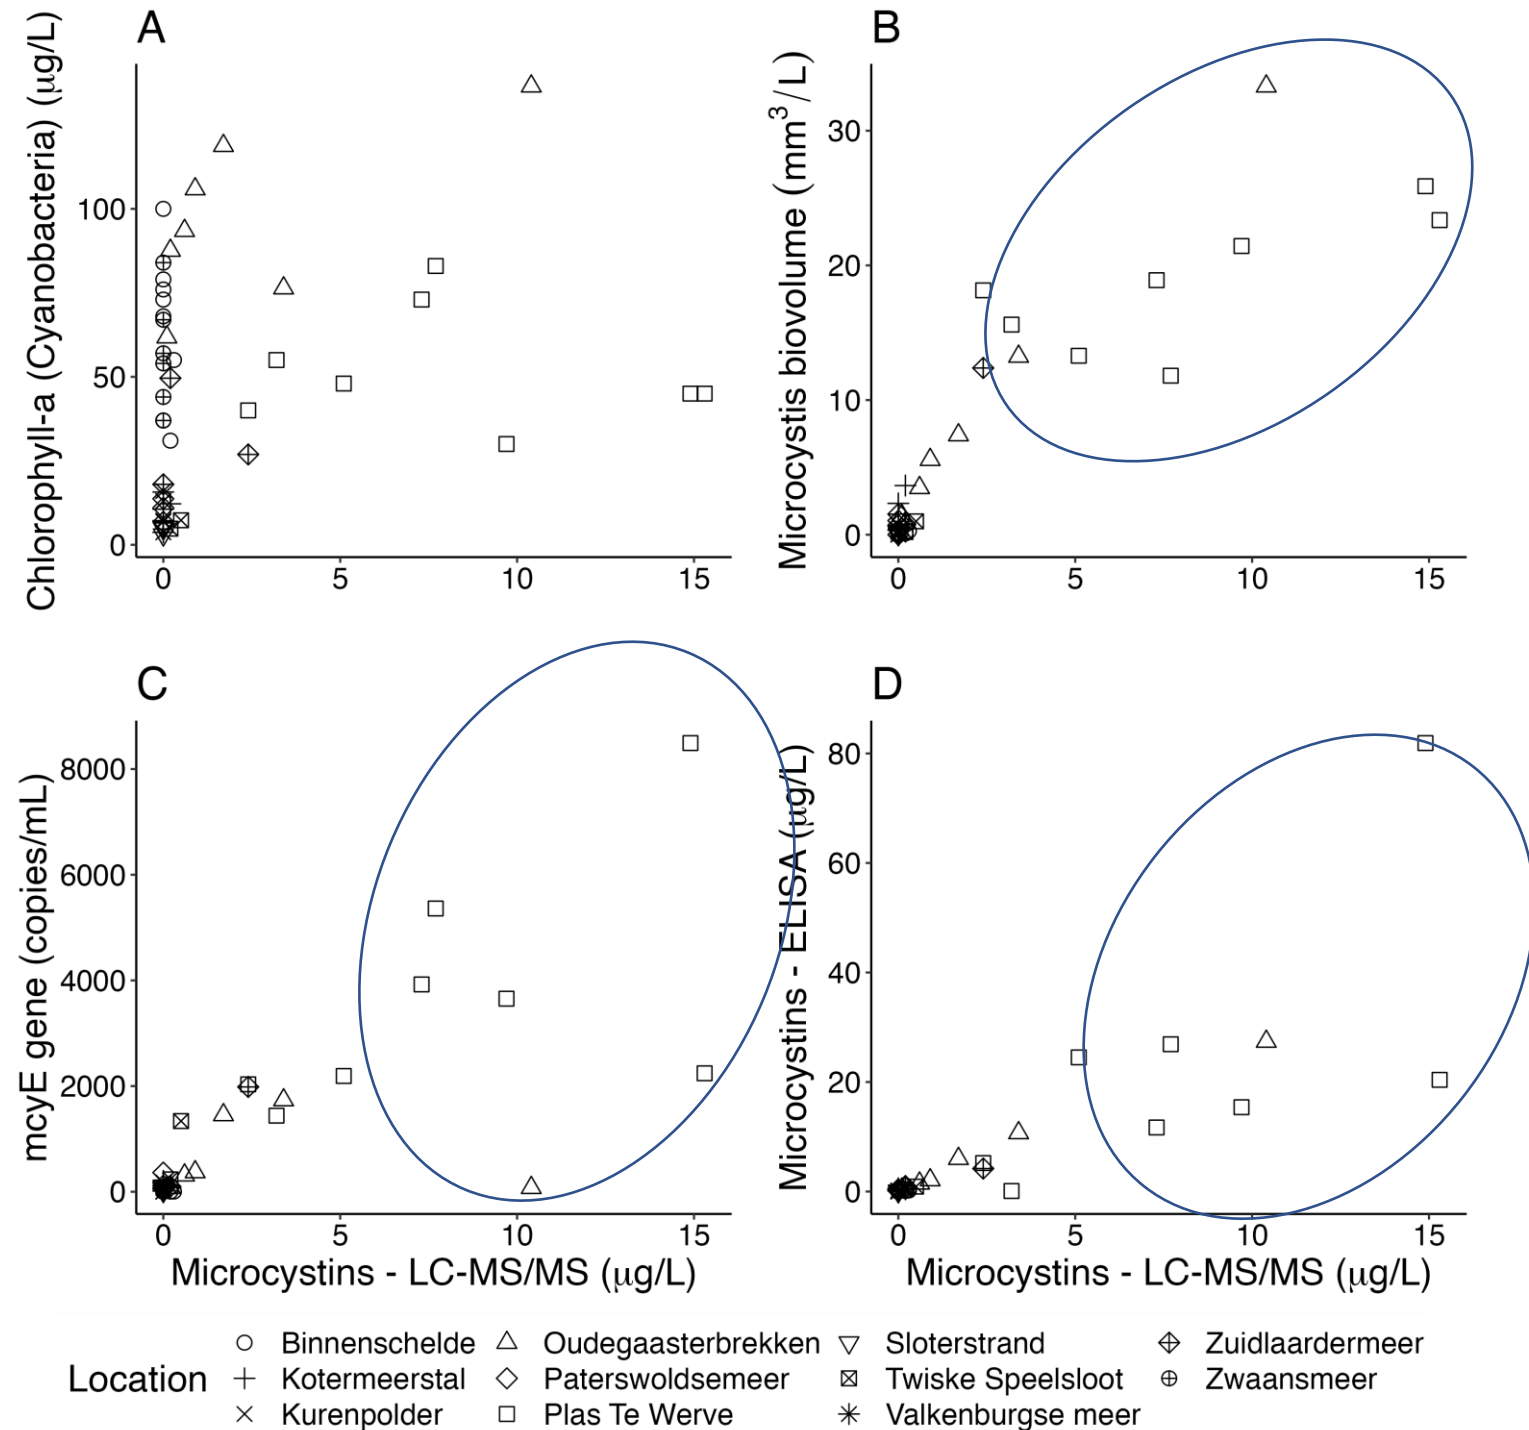 A
Chlorophyll-a (Cyanobacteria) (μg/L)
100
50
0
0 5 10 15
B
Microcystis biovolume (mm³/L)
30
20
10
0
0 5 10 15
C
mcyE gene (copies/mL)
8000
6000
4000
2000
0
0 5 10 15
Microcystins - LC-MS/MS (μg/L)
D
Microcystins - ELISA (μg/L)
80
60
40
20
0
0 5 10 15
Microcystins - LC-MS/MS (μg/L)
Location
Binnenschelde Oudegaasterbrekken Sloterstrand Zuidlaardermeer
Kotermeerstal Paterswoldsemeer Twiske Speelsloot Zwaansmeer
Kurenpolder Plas Te Werve Valkenburgse meer